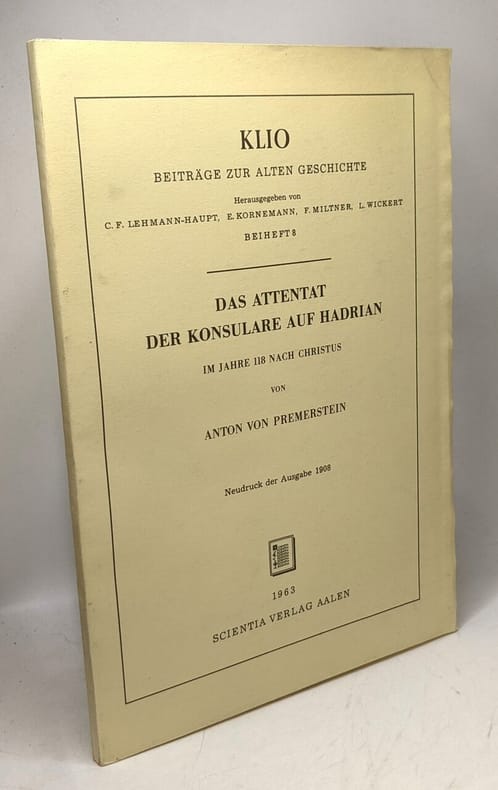 KLIO
BEITRÄGE ZUR ALTEN GESCHICHTE
Herausgegeben von
C. F. LEHMANN-HAUPT, E. KORNEMANN, F. MILTNER, L. WICKERT
BEIHEFT 8
DAS ATTENTAT
DER KONSULARE AUF HADRIAN
IM JAHRE 118 NACH CHRISTUS
VON
ANTON VON PREMERSTEIN
Neudruck der Ausgabe 1908
1963
SCIENTIA VERLAG AALEN